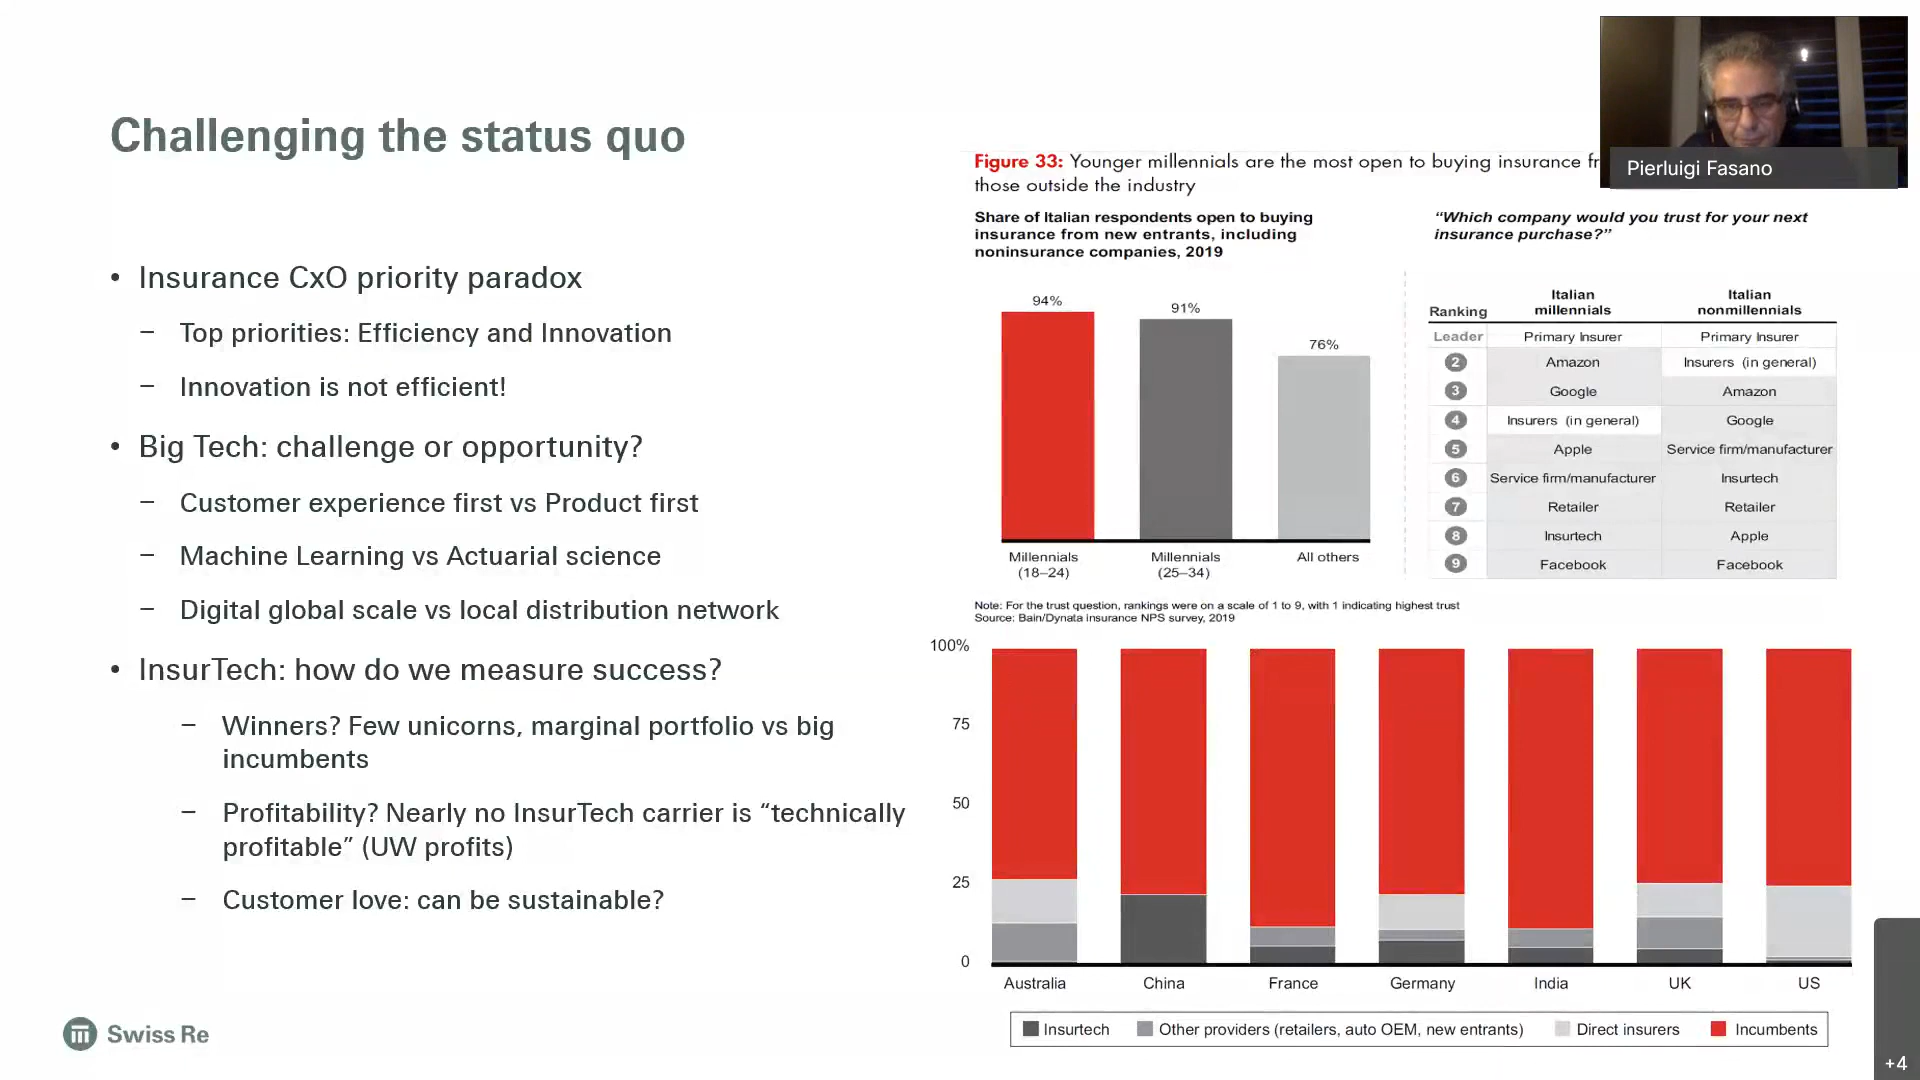 Challenging the status quo
• Insurance CxO priority paradox
– Top priorities: Efficiency and Innovation
– Innovation is not efficient!
• Big Tech: challenge or opportunity?
– Customer experience first vs Product first
– Machine Learning vs Actuarial science
– Digital global scale vs local distribution network
• InsurTech: how do we measure success?
– Winners? Few unicorns, marginal portfolio vs big
incumbents
– Profitability? Nearly no InsurTech carrier is “technically
profitable” (UW profits)
– Customer love: can be sustainable?
Swiss Re
Pierluigi Fasano
Figure 33: Younger millennials are the most open to buying insurance
those outside the industry
Share of Italian respondents open to buying
insurance from new entrants, including
noninsurance companies, 2019
94%
91%
76%
Millennials
(18–24)
Millennials
(25–34)
All others
“Which company would you trust for your next
insurance purchase?”
Ranking
Italian
millennials
Italian
nonmillennials
Leader Primary Insurer Primary Insurer
2 Amazon Insurers (in general)
3 Google Amazon
4 Insurers (in general) Google
5 Apple Service firm/manufacturer
6 Service firm/manufacturer Insurtech
7 Retailer Retailer
8 Insurtech Apple
9 Facebook Facebook
Note: For the trust question, rankings were on a scale of 1 to 9, with 1 indicating highest trust
Source: Bain/Dynata insurance NPS survey, 2019
100%
75
50
25
0
Australia China France Germany India UK US
Insurtech Other providers (retailers, auto OEM, new entrants) Direct insurers Incumbents
+4